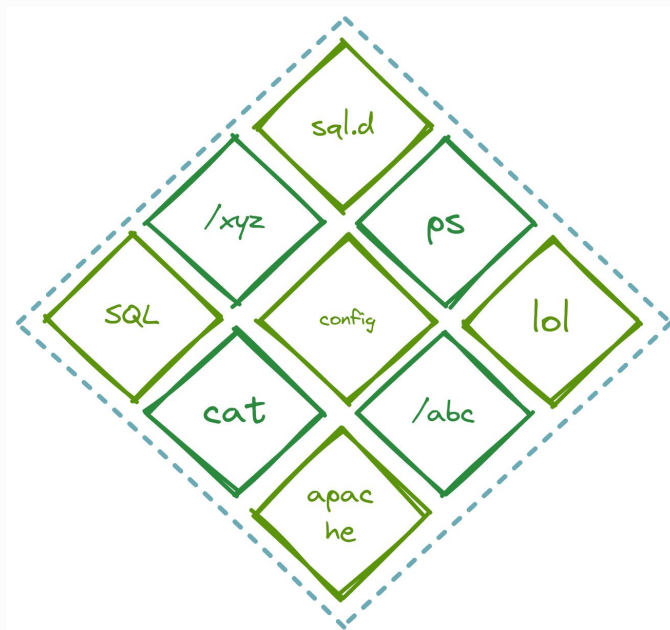 sql.d
/xyz
ps
SQL
config
lol
cat
/abc
apac
he